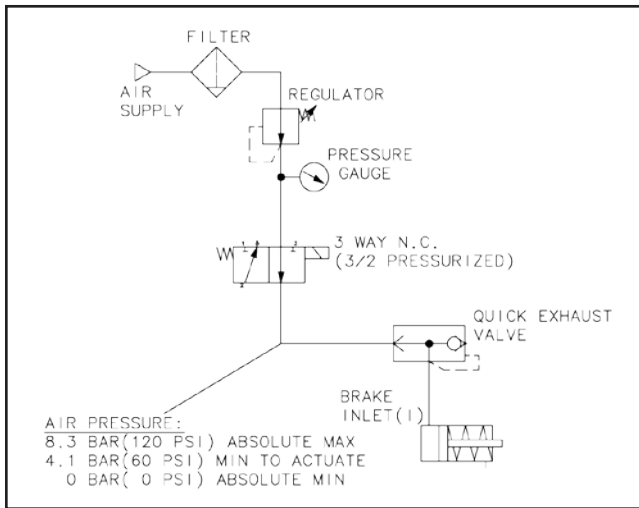 FILTER
AIR
SUPPLY
REGULATOR
PRESSURE
GAUGE
3 WAY N.C.
(3/2 PRESSURIZED)
QUICK EXHAUST
VALVE
BRAKE
INLET(1)
AIR PRESSURE:
8.3 BAR(120 PSI) ABSOLUTE MAX
4.1 BAR(60 PSI) MIN TO ACTUATE
0 BAR( 0 PSI) ABSOLUTE MIN